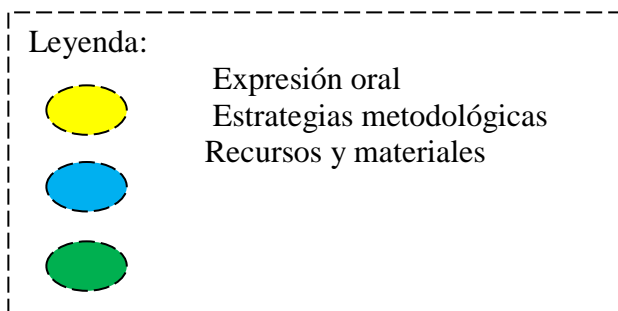 Leyenda:
Expresión oral
Estrategias metodológicas
Recursos y materiales